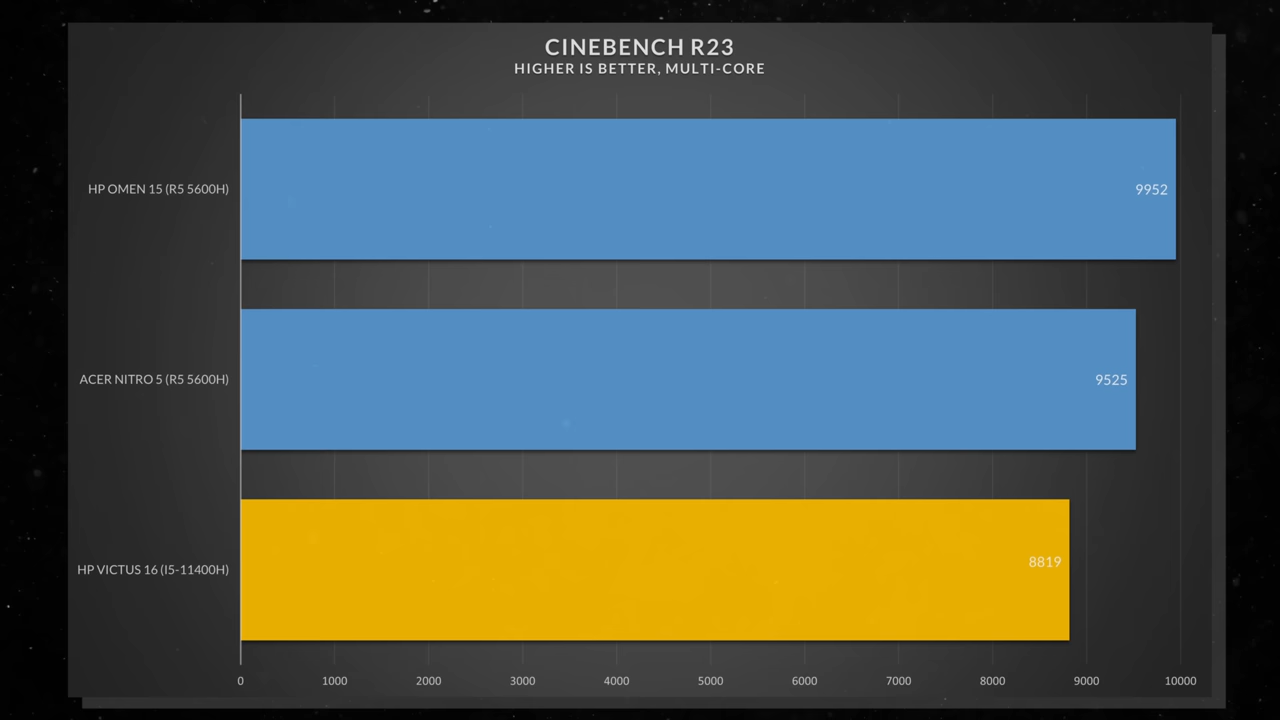 CINEBENCH R23
HIGHER IS BETTER, MULTI-CORE
HP OMEN 15 (R5 5600H)
9952
ACER NITRO 5 (R5 5600H)
9525
HP VICTUS 16 (I5-11400H)
8819
0 1000 2000 3000 4000 5000 6000 7000 8000 9000 10000